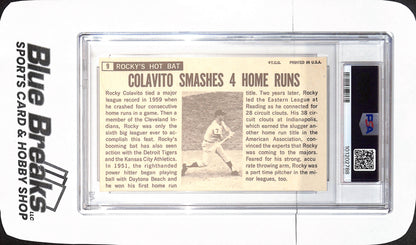 Blue Breaks LLC
SPORTS CARD & HOBBY SHOP
9 ROCKY'S HOT BAT
©T.C.G. PRINTED IN U.S.A.
COLAVITO SMASHES 4 HOME RUNS
Rocky Colavito tied a major
league record in 1959 when
he crashed four consecutive
home runs in a game. Then a
member of the Cleveland
Indians, Rocky was only the
sixth big leaguer ever to ac-
complish this feat. Rocky's
booming bat has also seen
action with the Detroit Tigers
and the Kansas City Athletics.
In 1951, the righthanded
power hitter began playing
ball with Daytona Beach and
he won his first home run
title. Two years later, Rocky
led the Eastern League at
Reading as he connected for
28 circuit clouts. His 38 cir-
cuit clouts at Indianapolis,
which earned the slugger an-
other home run title in the
American Association, con-
vinced the experts that Rocky
was coming to the majors.
Feared for his strong, accu-
rate throwing arm, Rocky was
a part time pitcher in the mi-
nor leagues, too.
PSA
107202788